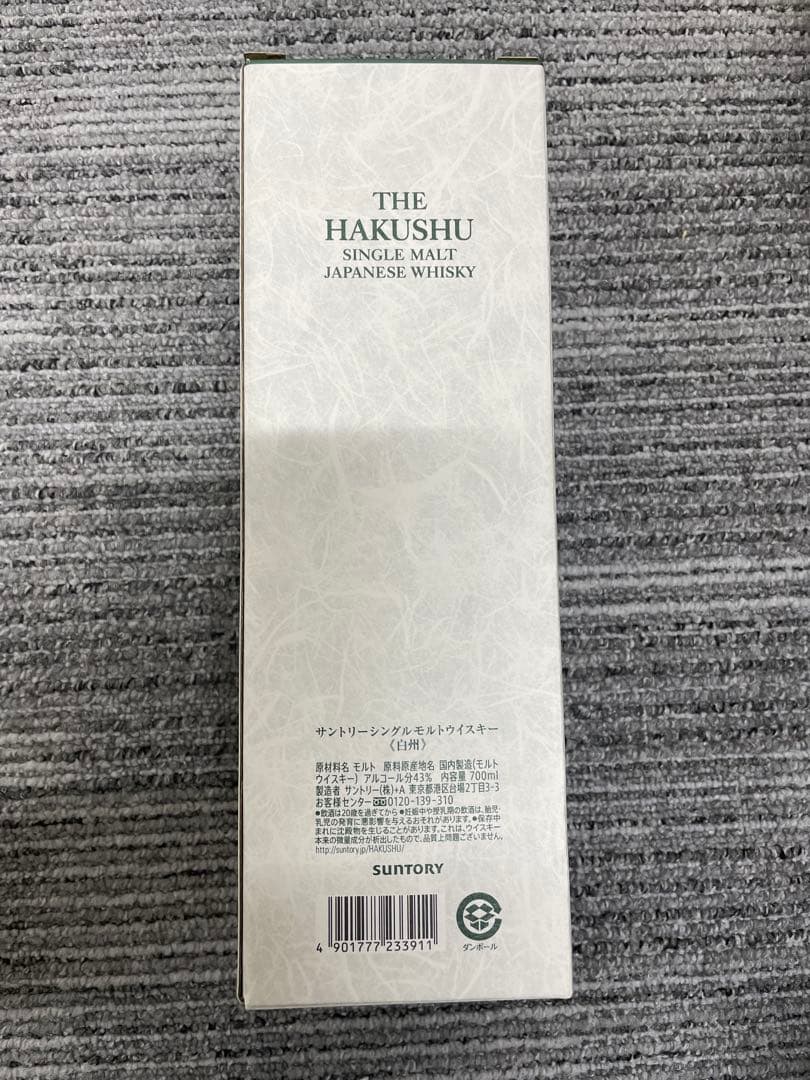 THE
HAKUSHU
SINGLE MALT
JAPANESE WHISKY
サントリーシングルモルトウイスキー
《白州》
原材料名 モルト 原料原産地名 国内製造(モルト
ウイスキー) アルコール分43% 内容量 700ml
製造者 サントリー(株)+A 東京都港区台場2丁目3-3
お客様センター 0120-139-310
●飲酒は20歳を過ぎてから ●妊娠中や授乳期の飲酒は、胎児・
乳児の発育に悪影響を与えるおそれがあります。●保存中
まれに沈殿物を生じることがあります。これは、ウイスキー
本来の微量成分が析出したもので、品質上問題ございません。
http://suntory.jp/HAKUSHU/
SUNTORY
4 901777 233911
ダンボール